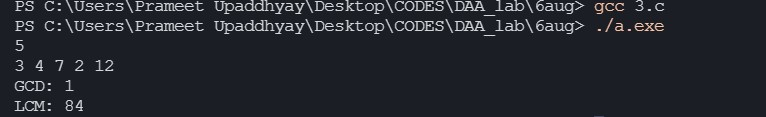 PS C:\Users\Prameet Upaddhyay\Desktop\CODES\DAA_lab\6aug> gcc 3.c
PS C:\Users\Prameet Upaddhyay\Desktop\CODES\DAA_lab\6aug> ./a.exe
5
3 4 7 2 12
GCD: 1
LCM: 84